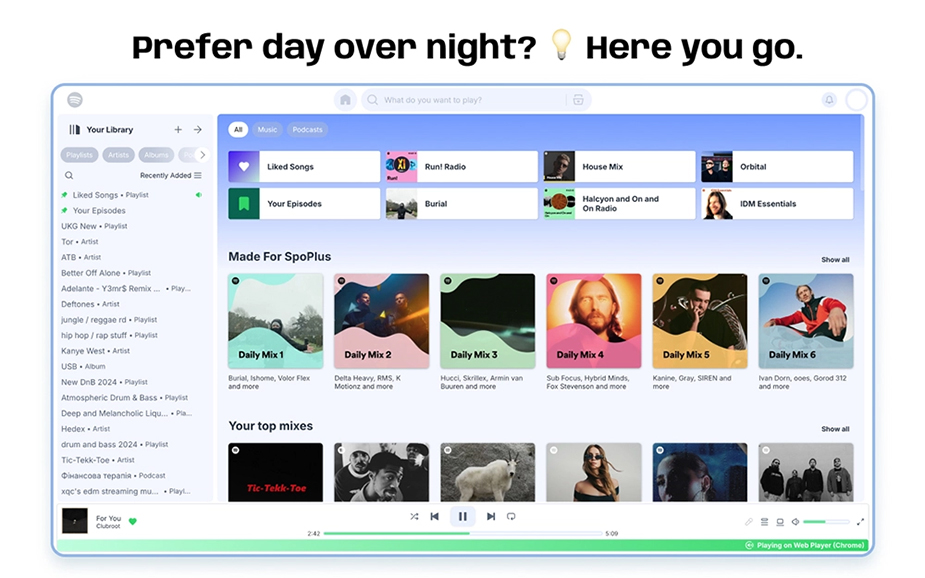 Prefer day over night? 💡 Here you go.
What do you want to play?
Your Library
Playlists Artists Albums
Recently Added
Liked Songs • Playlist
Your Episodes
UKG New • Playlist
Tor • Artist
ATB • Artist
Better Off Alone • Playlist
Adelante - Y3mr$ Remix ... • Play...
Deftones • Artist
jungle / reggae rd • Playlist
hip hop / rap stuff • Playlist
Kanye West • Artist
USB • Album
New DnB 2024 • Playlist
Atmospheric Drum & Bass • Playlist
Deep and Melancholic Liqu... • Pla...
Hedex • Artist
drum and bass 2024 • Playlist
Tic-Tekk-Toe • Artist
Фінансова терапія • Podcast
xqc's edm streaming mu... • Playl...
All Music Podcasts
Liked Songs
Run!
Run! Radio
House Mix
House Mix
Orbital
Your Episodes
Burial
Halcyon and On and
On Radio
IDM Essentials
Made For SpoPlus
Show all
Daily Mix 1
Burial, Ishome, Volor Flex
and more
Daily Mix 2
Delta Heavy, RMS, K
Motionz and more
Daily Mix 3
Hucci, Skrillex, Armin van
Buuren and more
Daily Mix 4
Sub Focus, Hybrid Minds,
Fox Stevenson and more
Daily Mix 5
Kanine, Gray, SIREN and
more
Daily Mix 6
Ivan Dorn, ooes, Gorod 312
and more
Your top mixes
Show all
Tic-Tekk-Toe
For You
Clubroot
2:42
5:09
Playing on Web Player (Chrome)